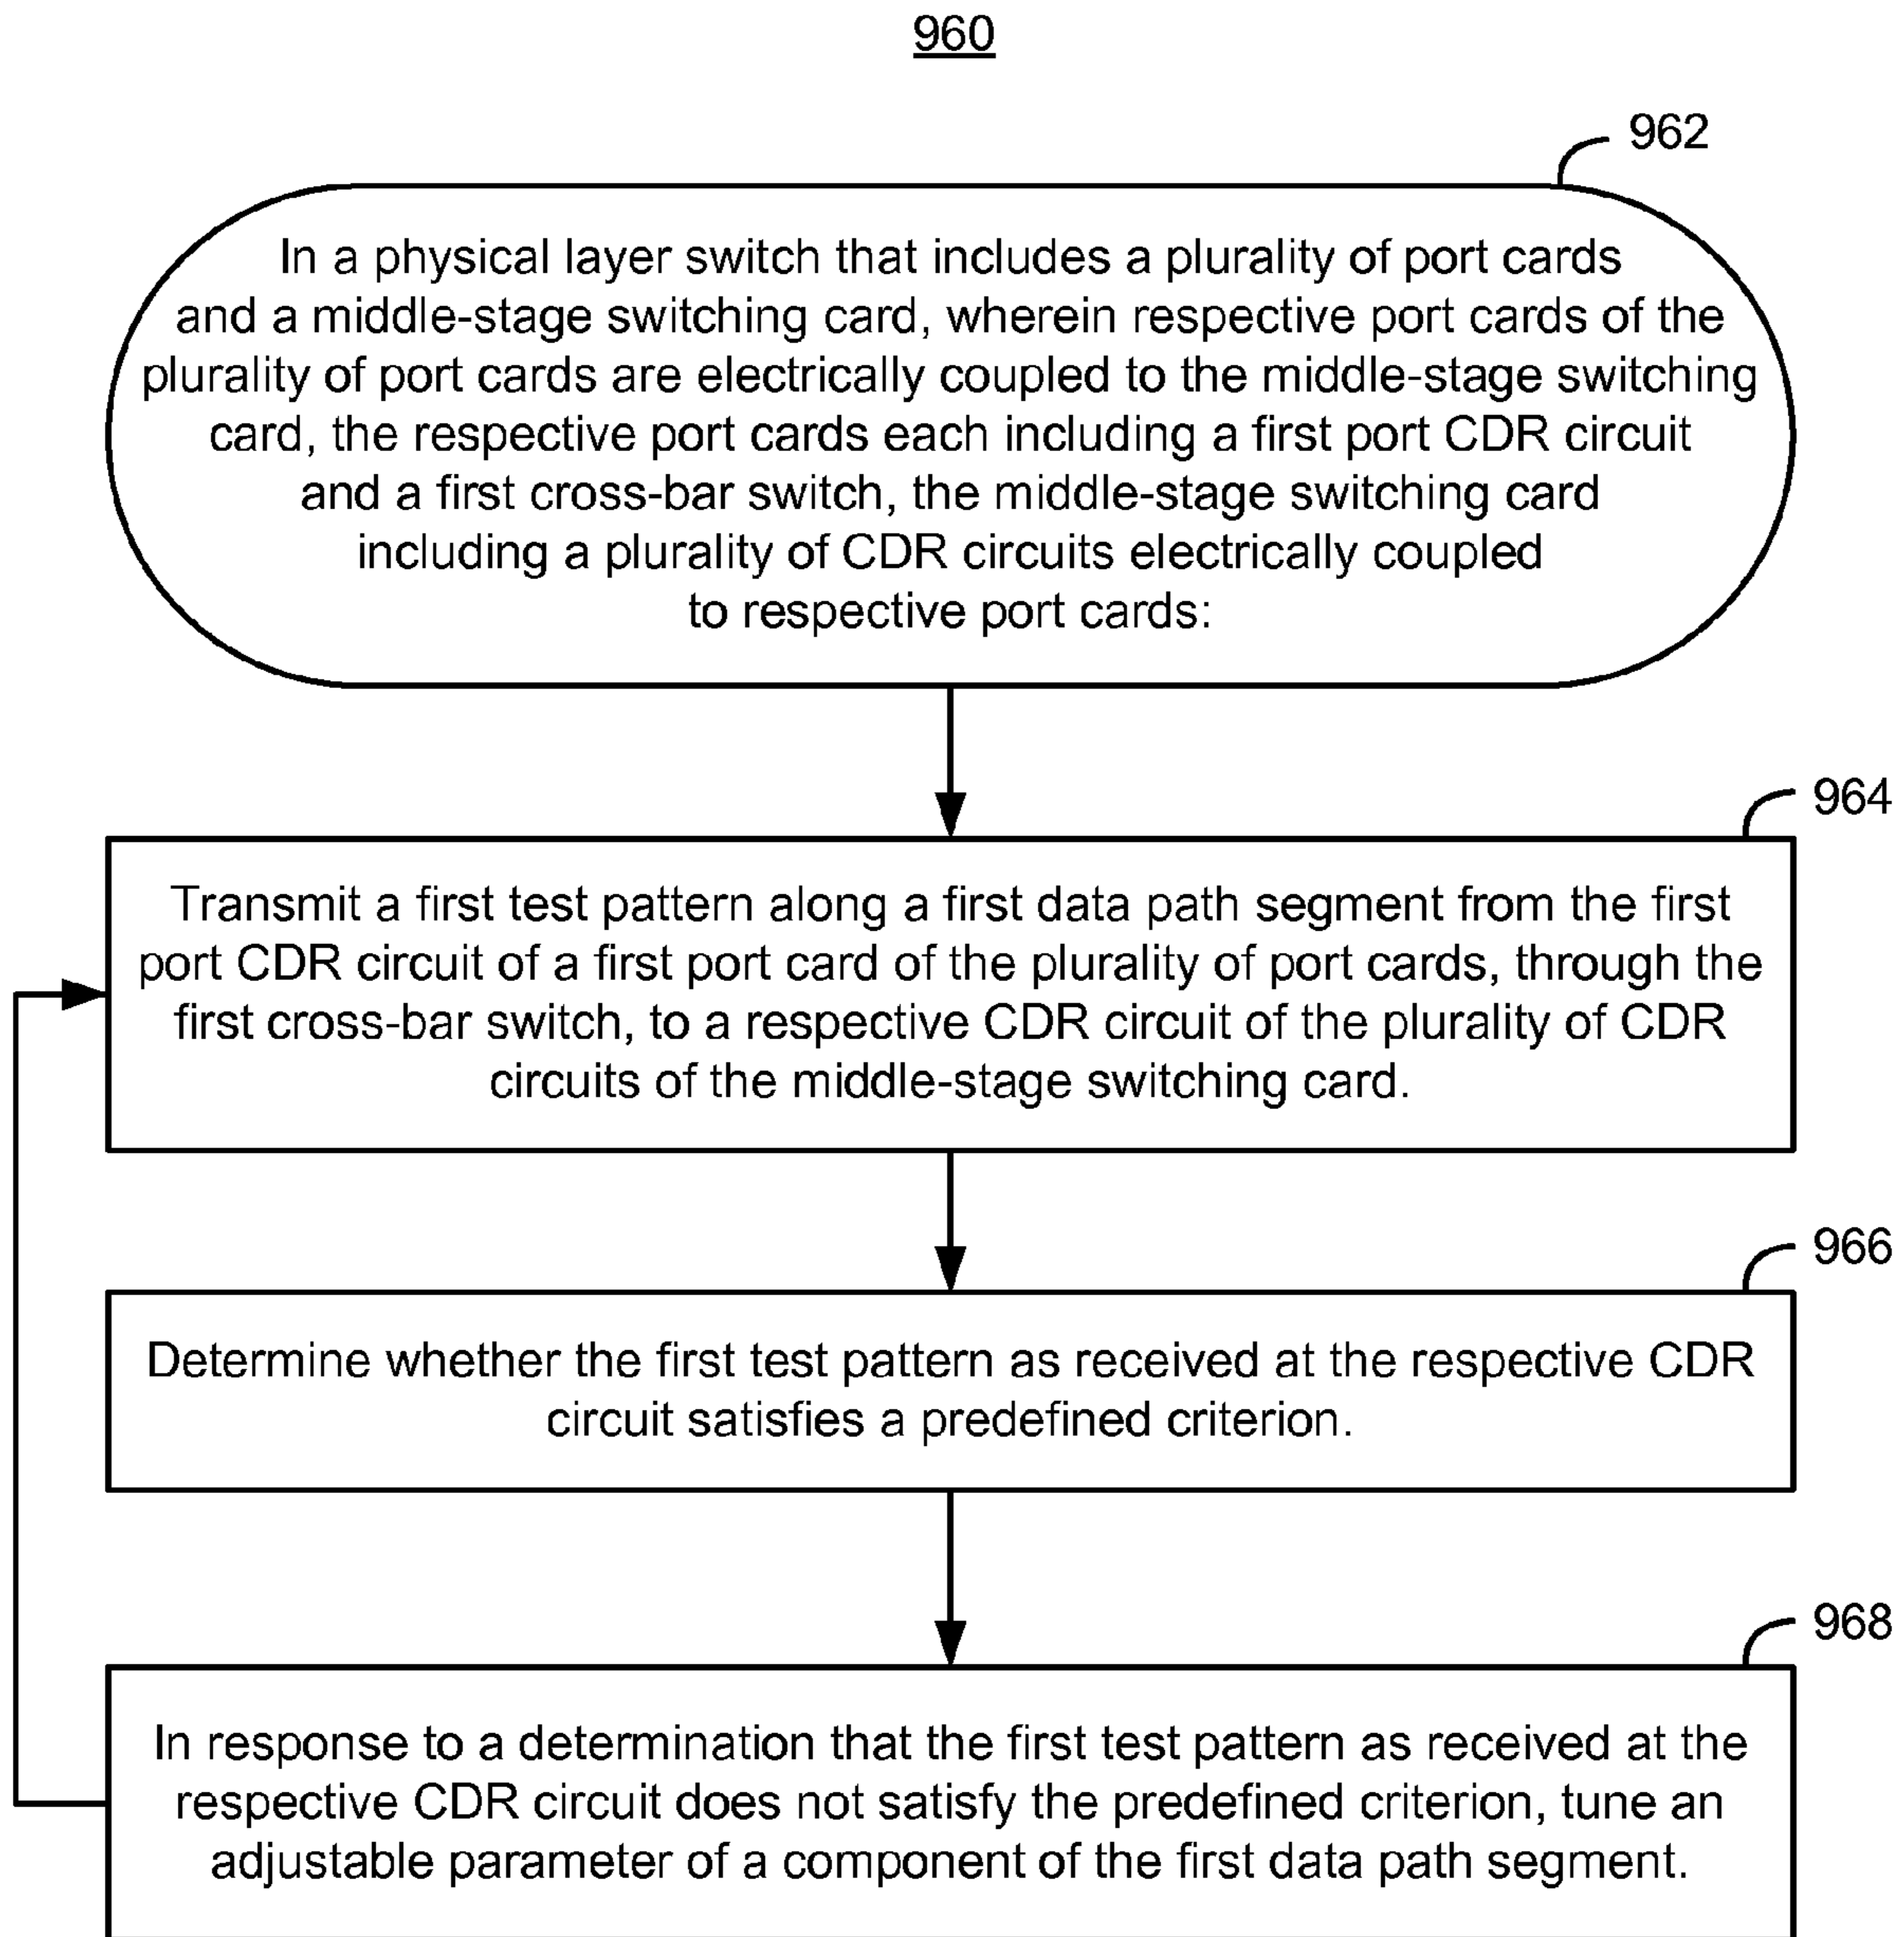 960
962
In a physical layer switch that includes a plurality of port cards
and a middle-stage switching card, wherein respective port cards of the
plurality of port cards are electrically coupled to the middle-stage switching
card, the respective port cards each including a first port CDR circuit
and a first cross-bar switch, the middle-stage switching card
including a plurality of CDR circuits electrically coupled
to respective port cards:
964
Transmit a first test pattern along a first data path segment from the first
port CDR circuit of a first port card of the plurality of port cards, through the
first cross-bar switch, to a respective CDR circuit of the plurality of CDR
circuits of the middle-stage switching card.
966
Determine whether the first test pattern as received at the respective CDR
circuit satisfies a predefined criterion.
968
In response to a determination that the first test pattern as received at the
respective CDR circuit does not satisfy the predefined criterion, tune an
adjustable parameter of a component of the first data path segment.